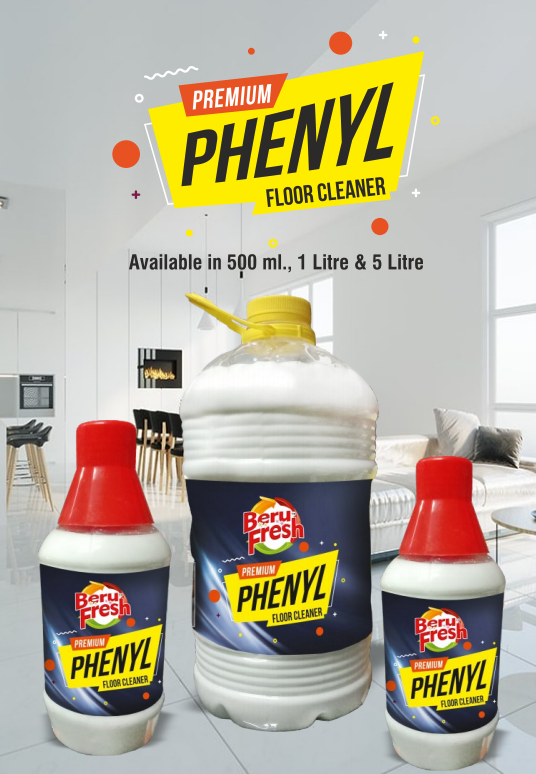 PREMIUM
PHENYL
FLOOR CLEANER
Available in 500 ml., 1 Litre & 5 Litre
Beru
Fresh
PREMIUM
PHENYL
FLOOR CLEANER
Beru
Fresh
PREMIUM
PHENYL
FLOOR CLEANER
Beru
Fresh
PREMIUM
PHENYL
FLOOR CLEANER